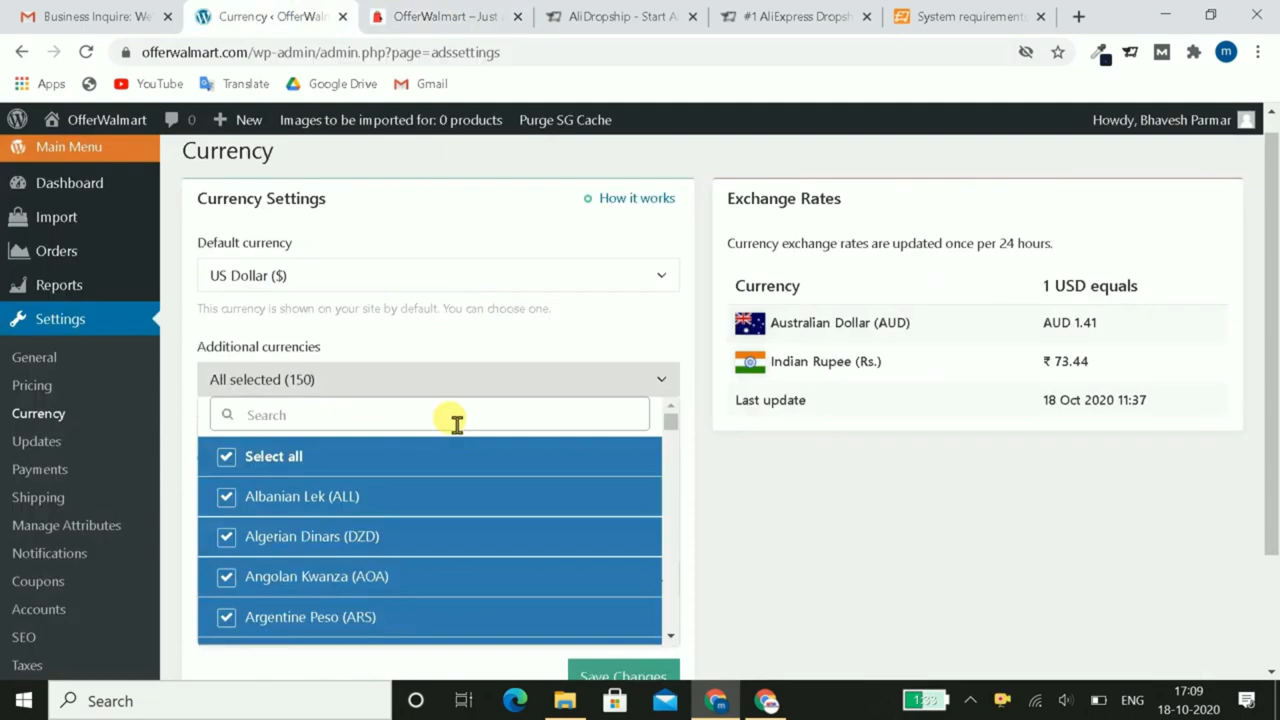 Business Inquire: We
Currency ‹ OfferWaln
OfferWalmart – Just
AliDropship - Start A
#1 AliExpress Dropsh
System requirements
offerwalmart.com/wp-admin/admin.php?page=adssettings
m
Apps
YouTube
Translate
Google Drive
Gmail
OfferWalmart
0
New
Images to be imported for: 0 products
Purge SG Cache
Howdy, Bhavesh Parmar
Main Menu
Dashboard
Import
Orders
Reports
Settings
General
Pricing
Currency
Updates
Payments
Shipping
Manage Attributes
Notifications
Coupons
Accounts
SEO
Taxes
Currency
Currency Settings
How it works
Default currency
US Dollar ($)
This currency is shown on your site by default. You can choose one.
Additional currencies
All selected (150)
Search
Select all
Albanian Lek (ALL)
Algerian Dinars (DZD)
Angolan Kwanza (AOA)
Argentine Peso (ARS)
Save Changes
Exchange Rates
Currency exchange rates are updated once per 24 hours.
Currency 1 USD equals
Australian Dollar (AUD) AUD 1.41
Indian Rupee (Rs.) ₹ 73.44
Last update 18 Oct 2020 11:37
Search
1:33
ENG
17:09
18-10-2020